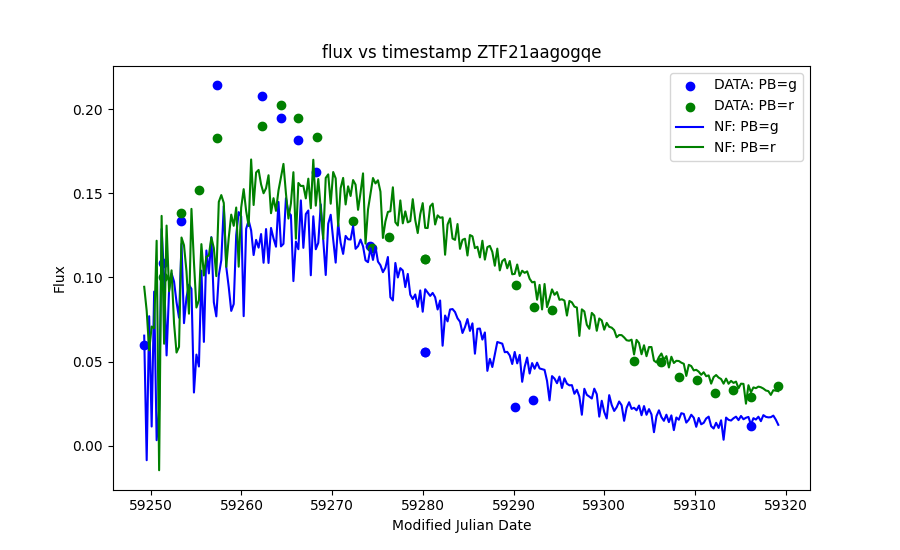 flux vs timestamp ZTF21aagogqe
DATA: PB=g
DATA: PB=r
NF: PB=g
NF: PB=r
Flux
0.20
0.15
0.10
0.05
0.00
59250
59260
59270
59280
59290
59300
59310
59320
Modified Julian Date